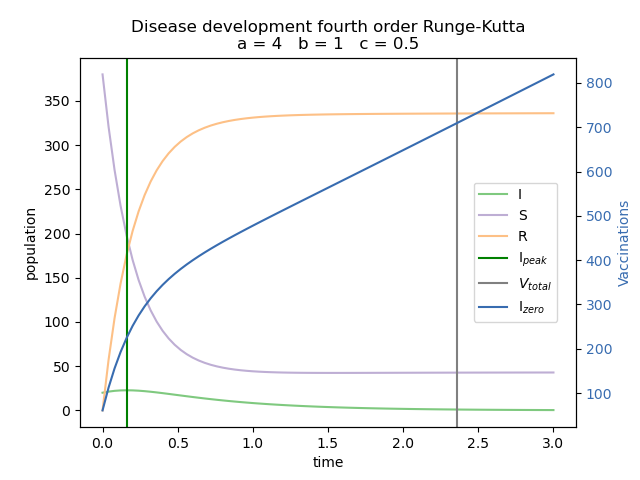 Disease development fourth order Runge-Kutta
a = 4   b = 1   c = 0.5
350
300
250
200
150
100
50
0
population
0.0 0.5 1.0 1.5 2.0 2.5 3.0
time
800
700
600
500
400
300
200
100
Vaccinations
I
S
R
I_peak
V_total
I_zero